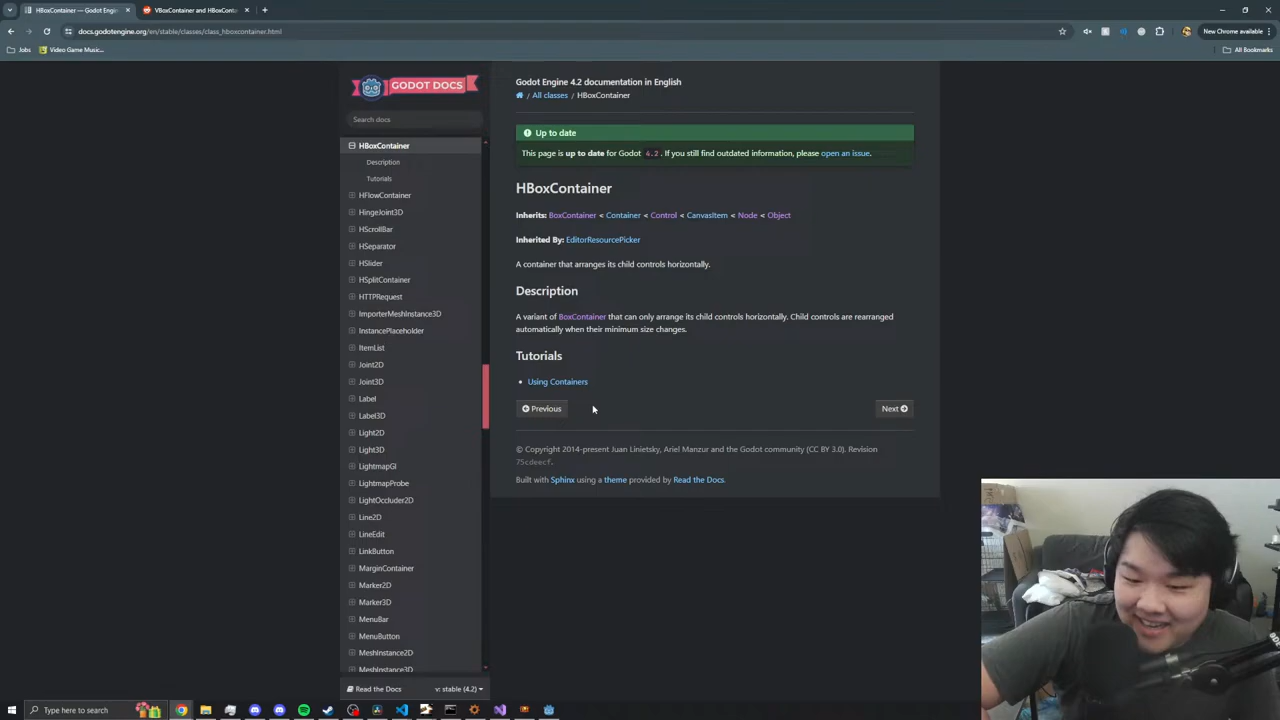 HBoxContainer — Godot Engin
VBoxContainer and HBoxConta
docs.godotengine.org/en/stable/classes/class_hboxcontainer.html
New Chrome available
Jobs
Video Game Music...
All Bookmarks
GODOT DOCS
Search docs
HBoxContainer
Description
Tutorials
HFlowContainer
HingeJoint3D
HScrollBar
HSeparator
HSlider
HSplitContainer
HTTPRequest
ImporterMeshInstance3D
InstancePlaceholder
ItemList
Joint2D
Joint3D
Label
Label3D
Light2D
Light3D
LightmapGI
LightmapProbe
LightOccluder2D
Line2D
LineEdit
LinkButton
MarginContainer
Marker2D
Marker3D
MenuBar
MenuButton
MeshInstance2D
MeshInstance3D
Read the Docs
v: stable (4.2)
Godot Engine 4.2 documentation in English
/ All classes / HBoxContainer
Up to date
This page is up to date for Godot 4.2. If you still find outdated information, please open an issue.
HBoxContainer
Inherits: BoxContainer < Container < Control < CanvasItem < Node < Object
Inherited By: EditorResourcePicker
A container that arranges its child controls horizontally.
Description
A variant of BoxContainer that can only arrange its child controls horizontally. Child controls are rearranged
automatically when their minimum size changes.
Tutorials
Using Containers
Previous
Next
© Copyright 2014-present Juan Linietsky, Ariel Manzur and the Godot community (CC BY 3.0). Revision
75cdeecf.
Built with Sphinx using a theme provided by Read the Docs.
Type here to search